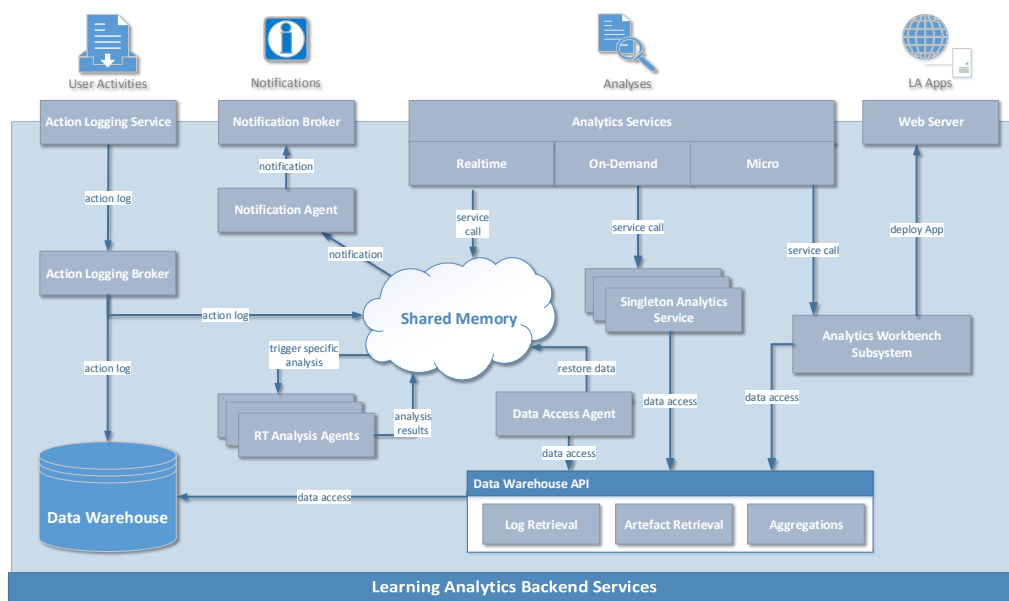 User Activities
Notifications
Analyses
LA Apps
Action Logging Service
Notification Broker
Analytics Services
Web Server
Realtime
On-Demand
Micro
notification
action log
Notification Agent
service
call
service call
deploy App
notification
service call
Action Logging Broker
Singleton Analytics
Service
action log
Shared Memory
Analytics Workbench
Subsystem
trigger specific
analysis
action log
restore data
data access
data access
RT Analysis Agents
analysis
results
Data Access Agent
data access
Data Warehouse API
data access
Data Warehouse
Log Retrieval
Artefact Retrieval
Aggregations
Learning Analytics Backend Services